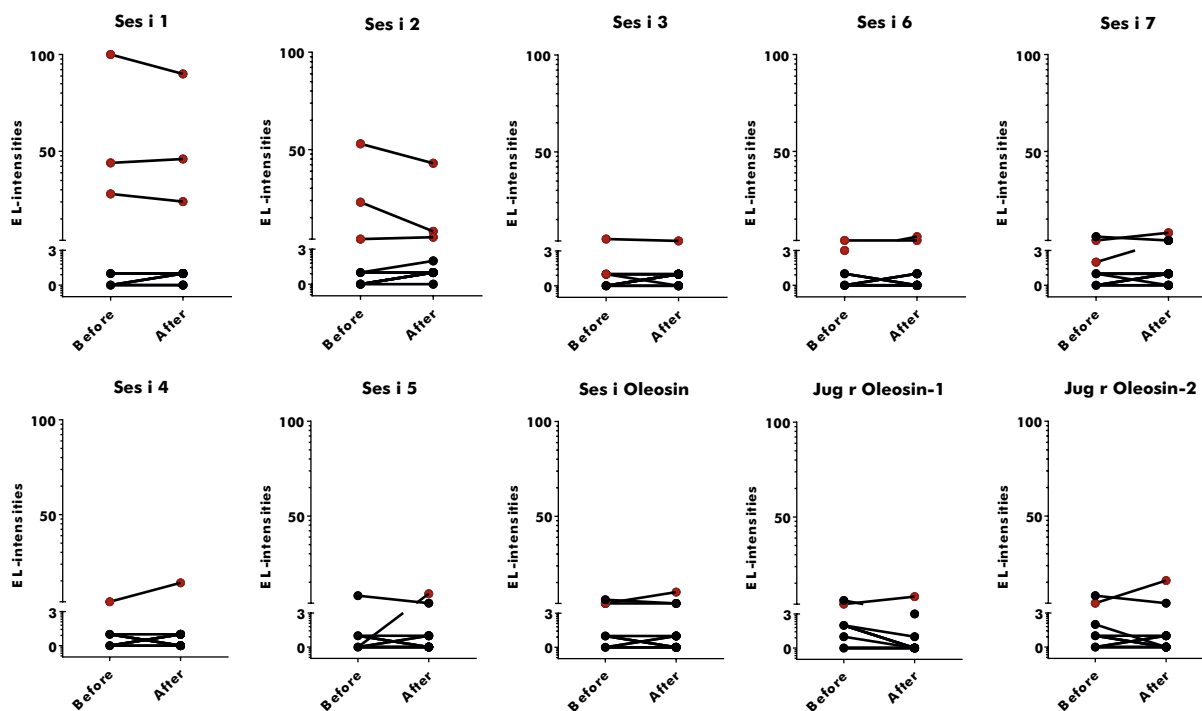 Ses i 1
EL-intensities
100
50
3
0
Before
After
Ses i 2
EL-intensities
100
50
3
0
Before
After
Ses i 3
EL-intensities
100
50
3
0
Before
After
Ses i 6
EL-intensities
100
50
3
0
Before
After
Ses i 7
EL-intensities
100
50
3
0
Before
After
Ses i 4
EL-intensities
100
50
3
0
Before
After
Ses i 5
EL-intensities
100
50
3
0
Before
After
Ses i Oleosin
EL-intensities
100
50
3
0
Before
After
Jug r Oleosin-1
EL-intensities
100
50
3
0
Before
After
Jug r Oleosin-2
EL-intensities
100
50
3
0
Before
After